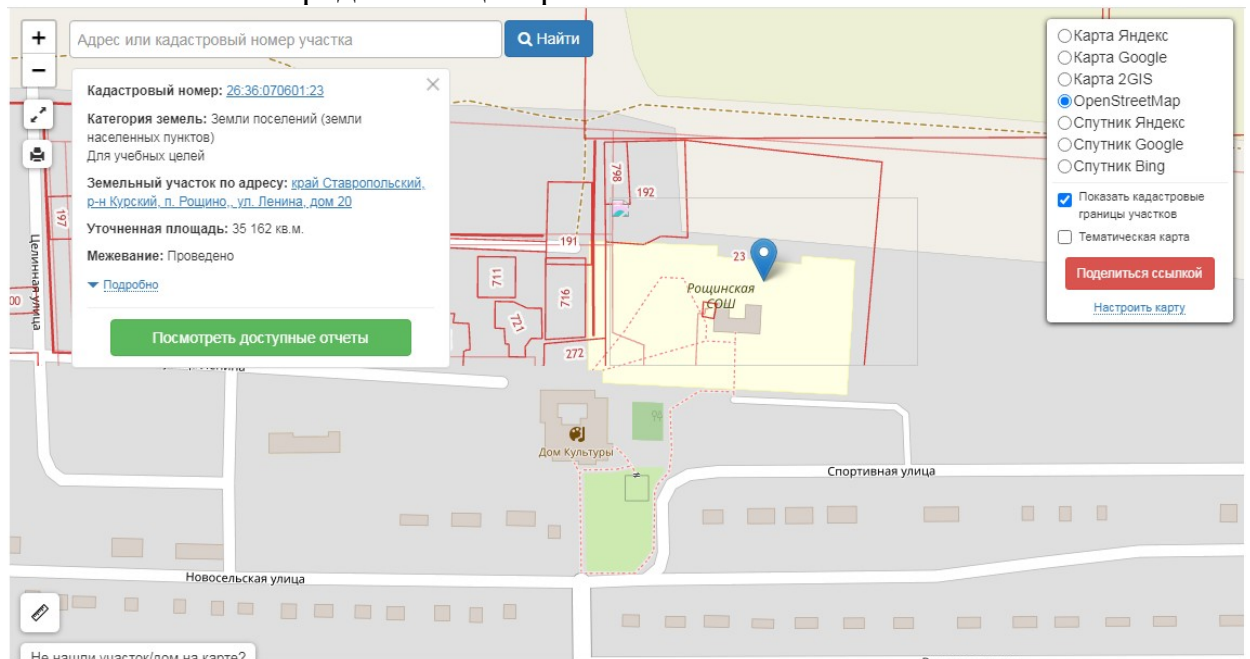 +
Адрес или кадастровый номер участка
Найти
−
Кадастровый номер: 26:36:070601:23
Категория земель: Земли поселений (земли
населенных пунктов)
Для учебных целей
Земельный участок по адресу: край Ставропольский,
р-н Курский, п. Рощино,, ул. Ленина, дом 20
Уточненная площадь: 35 162 кв.м.
Межевание: Проведено
Подробно
Посмотреть доступные отчеты
Карта Яндекс
Карта Google
Карта 2GIS
OpenStreetMap
Спутник Яндекс
Спутник Google
Спутник Bing
Показать кадастровые
границы участков
Тематическая карта
Поделиться ссылкой
Настроить карту
197
Целинная улица
798
192
191
23
711
716
721
272
Рощинская
СОШ
Дом Культуры
Спортивная улица
Новосельская улица
Не нашли участок/дом на карте?